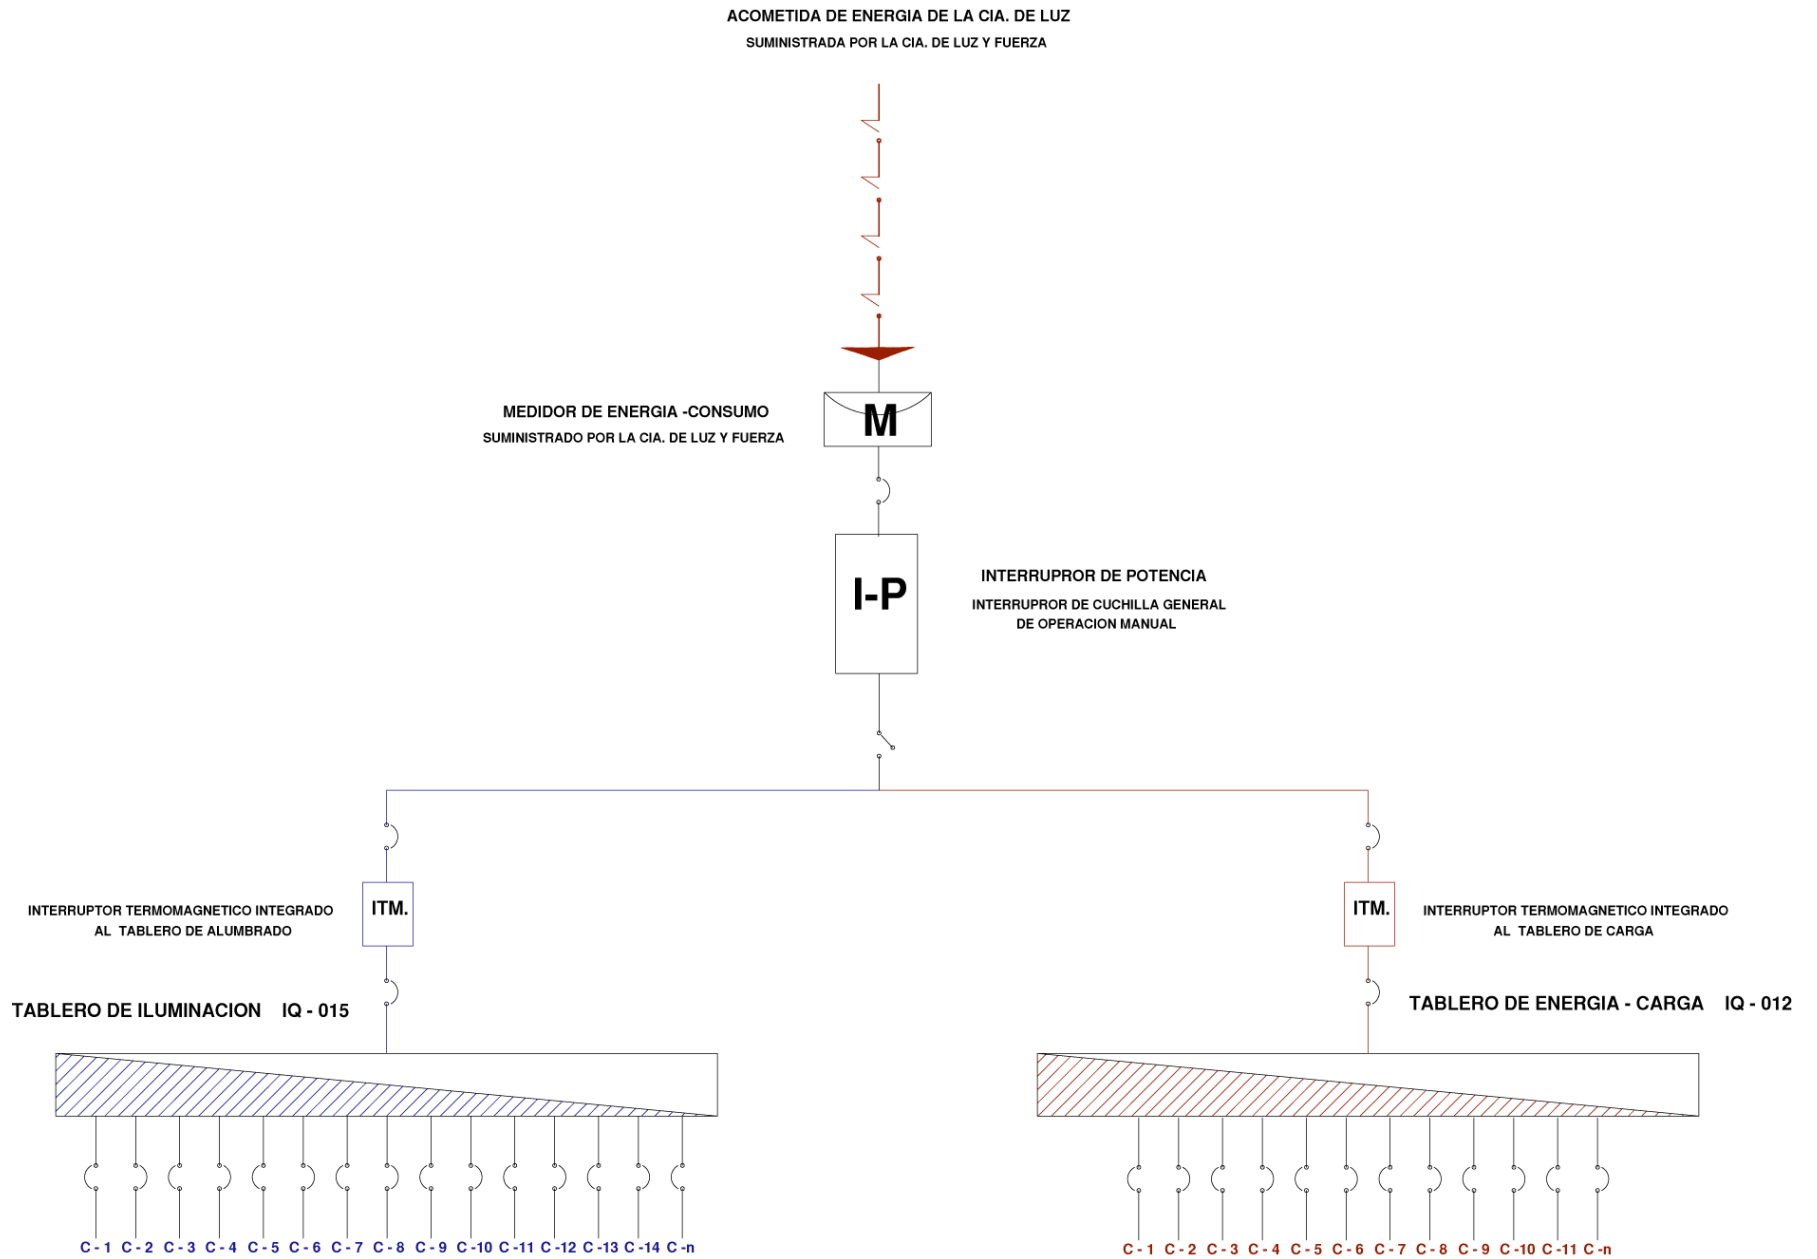 ACOMETIDA DE ENERGIA DE LA CIA. DE LUZ
SUMINISTRADA POR LA CIA. DE LUZ Y FUERZA
MEDIDOR DE ENERGIA -CONSUMO
SUMINISTRADO POR LA CIA. DE LUZ Y FUERZA
M
I-P
INTERRUPROR DE POTENCIA
INTERRUPROR DE CUCHILLA GENERAL
DE OPERACION MANUAL
INTERRUPTOR TERMOMAGNETICO INTEGRADO
AL TABLERO DE ALUMBRADO
ITM.
ITM.
INTERRUPTOR TERMOMAGNETICO INTEGRADO
AL TABLERO DE CARGA
TABLERO DE ILUMINACION IQ - 015
TABLERO DE ENERGIA - CARGA IQ - 012
C - 1 C - 2 C - 3 C - 4 C - 5 C - 6 C - 7 C - 8 C - 9 C -10 C -11 C -12 C -13 C -14 C -n
C - 1 C - 2 C - 3 C - 4 C - 5 C - 6 C - 7 C - 8 C - 9 C -10 C -11 C -n